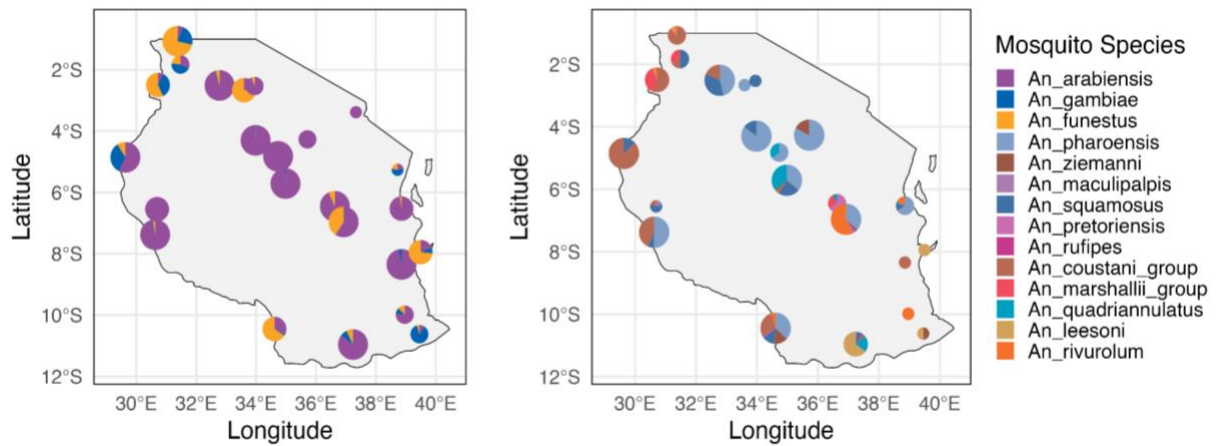 2°S
4°S
6°S
8°S
10°S
12°S
Latitude
30°E 32°E 34°E 36°E 38°E 40°E
Longitude
2°S
4°S
6°S
8°S
10°S
12°S
Latitude
30°E 32°E 34°E 36°E 38°E 40°E
Longitude
Mosquito Species
An_arabiensis
An_gambiae
An_funestus
An_pharoensis
An_ziemanni
An_maculipalpis
An_squamosus
An_pretoriensis
An_rufipes
An_coustani_group
An_marshallii_group
An_quadriannulatus
An_leesoni
An_rivurolum